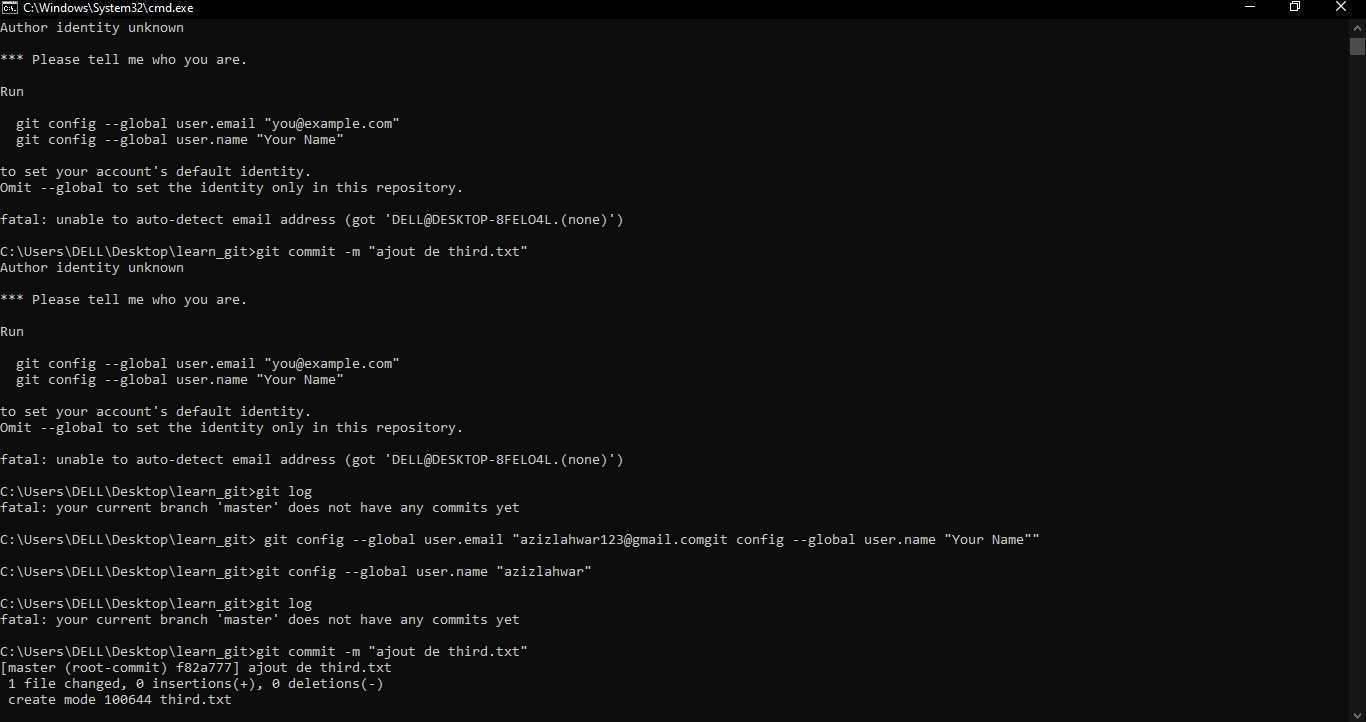 C:\Windows\System32\cmd.exe
Author identity unknown
*** Please tell me who you are.
Run
git config --global user.email "you@example.com"
git config --global user.name "Your Name"
to set your account's default identity.
Omit --global to set the identity only in this repository.
fatal: unable to auto-detect email address (got 'DELL@DESKTOP-8FELO4L.(none)')
C:\Users\DELL\Desktop\learn_git>git commit -m "ajout de third.txt"
Author identity unknown
*** Please tell me who you are.
Run
git config --global user.email "you@example.com"
git config --global user.name "Your Name"
to set your account's default identity.
Omit --global to set the identity only in this repository.
fatal: unable to auto-detect email address (got 'DELL@DESKTOP-8FELO4L.(none)')
C:\Users\DELL\Desktop\learn_git>git log
fatal: your current branch 'master' does not have any commits yet
C:\Users\DELL\Desktop\learn_git> git config --global user.email "azizlahwar123@gmail.comgit config --global user.name "Your Name""
C:\Users\DELL\Desktop\learn_git>git config --global user.name "azizlahwar"
C:\Users\DELL\Desktop\learn_git>git log
fatal: your current branch 'master' does not have any commits yet
C:\Users\DELL\Desktop\learn_git>git commit -m "ajout de third.txt"
[master (root-commit) f82a777] ajout de third.txt
1 file changed, 0 insertions(+), 0 deletions(-)
create mode 100644 third.txt